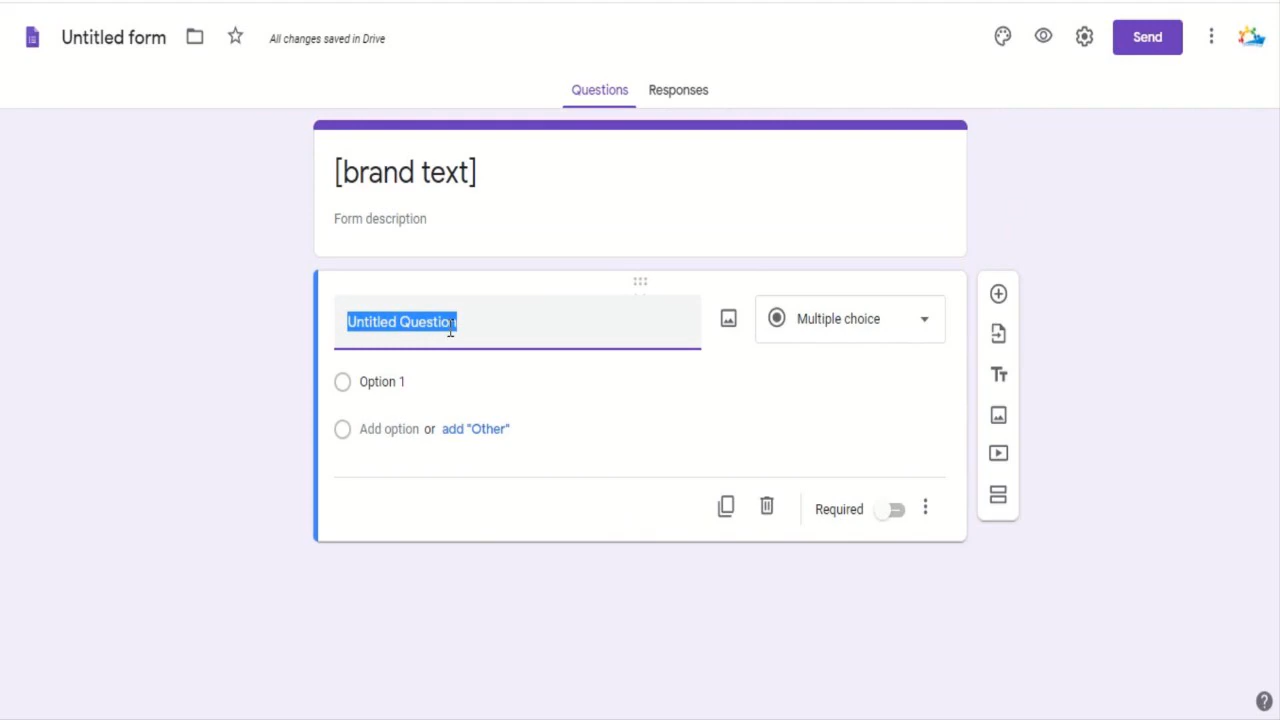 Untitled form
All changes saved in Drive
Send
Questions Responses
[brand text]
Form description
Untitled Question
Multiple choice
Option 1
Add option or add "Other"
Required